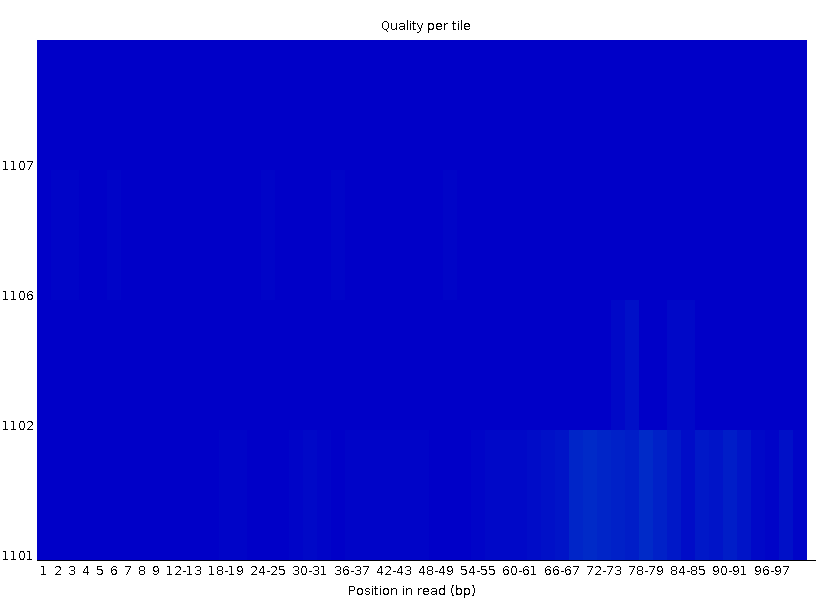 Quality per tile
1107
1106
1102
1101
1 2 3 4 5 6 7 8 9 12-13 18-19 24-25 30-31 36-37 42-43 48-49 54-55 60-61 66-67 72-73 78-79 84-85 90-91 96-97
Position in read (bp)